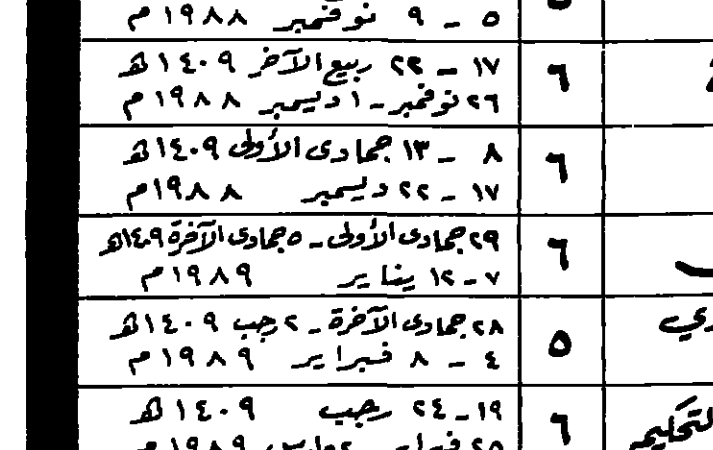 ٥ ـ ٩ نوفمبر ١٩٨٨م
١٧ ـ ٢٢ ربيع الآخر ١٤٠٩هـ
٦
٢٦ نوفمبر ـ ١ ديسمبر ١٩٨٨م
٨ ـ ١٣ جمادى الأولى ١٤٠٩هـ
٦
١٧ ـ ٢٢ ديسمبر ١٩٨٨م
٢٩ جمادى الأولى ـ ٥ جمادى الآخرة ١٤٠٩هـ
٦
٧ ـ ١٢ يناير ١٩٨٩م
٢٨ جمادى الآخرة ـ ٢ رجب ١٤٠٩هـ
٥
٤ ـ ٨ فبراير ١٩٨٩م
١٩ ـ ٢٤ رجب ١٤٠٩هـ
٦